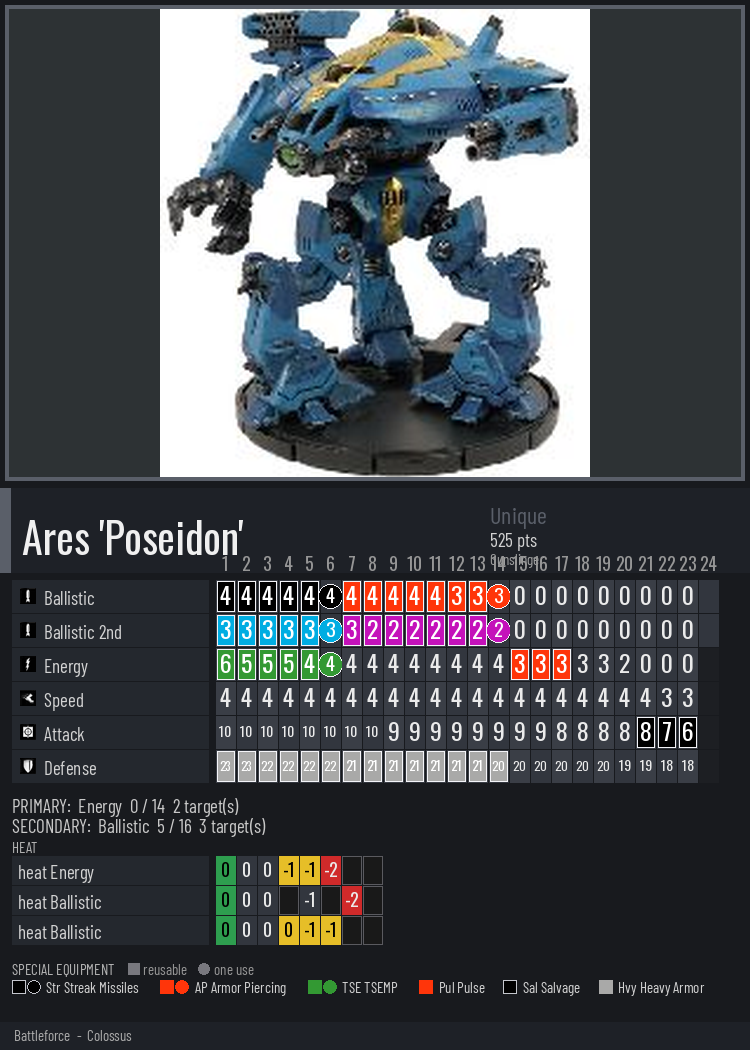 Ares 'Poseidon'
Unique
525 pts
1 2 3 4 5 6 7 8 9 10 11 12 13 14 15 16 17 18 19 20 21 22 23 24
Ballistic 4 4 4 4 4 4 4 4 4 4 4 3 3 3 0 0 0 0 0 0 0 0 0
Ballistic 2nd 3 3 3 3 3 3 3 2 2 2 2 2 2 2 0 0 0 0 0 0 0 0 0
Energy 6 5 5 5 4 4 4 4 4 4 4 4 4 4 3 3 3 3 3 2 0 0 0
Speed 4 4 4 4 4 4 4 4 4 4 4 4 4 4 4 4 4 4 4 4 4 3 3
Attack 10 10 10 10 10 10 10 10 9 9 9 9 9 9 9 9 8 8 8 8 8 7 6
Defense 23 23 22 22 22 22 21 21 21 21 21 21 21 20 20 20 20 20 20 19 19 18 18
PRIMARY: Energy 0 / 14 2 target(s)
SECONDARY: Ballistic 5 / 16 3 target(s)
HEAT
heat Energy 0 0 0 -1 -1 -2
heat Ballistic 0 0 0 -1 -2
heat Ballistic 0 0 0 0 -1 -1
SPECIAL EQUIPMENT reusable one use
Str Streak Missiles AP Armor Piercing TSE TSEMP Pul Pulse Sal Salvage Hvy Heavy Armor
Battleforce - Colossus